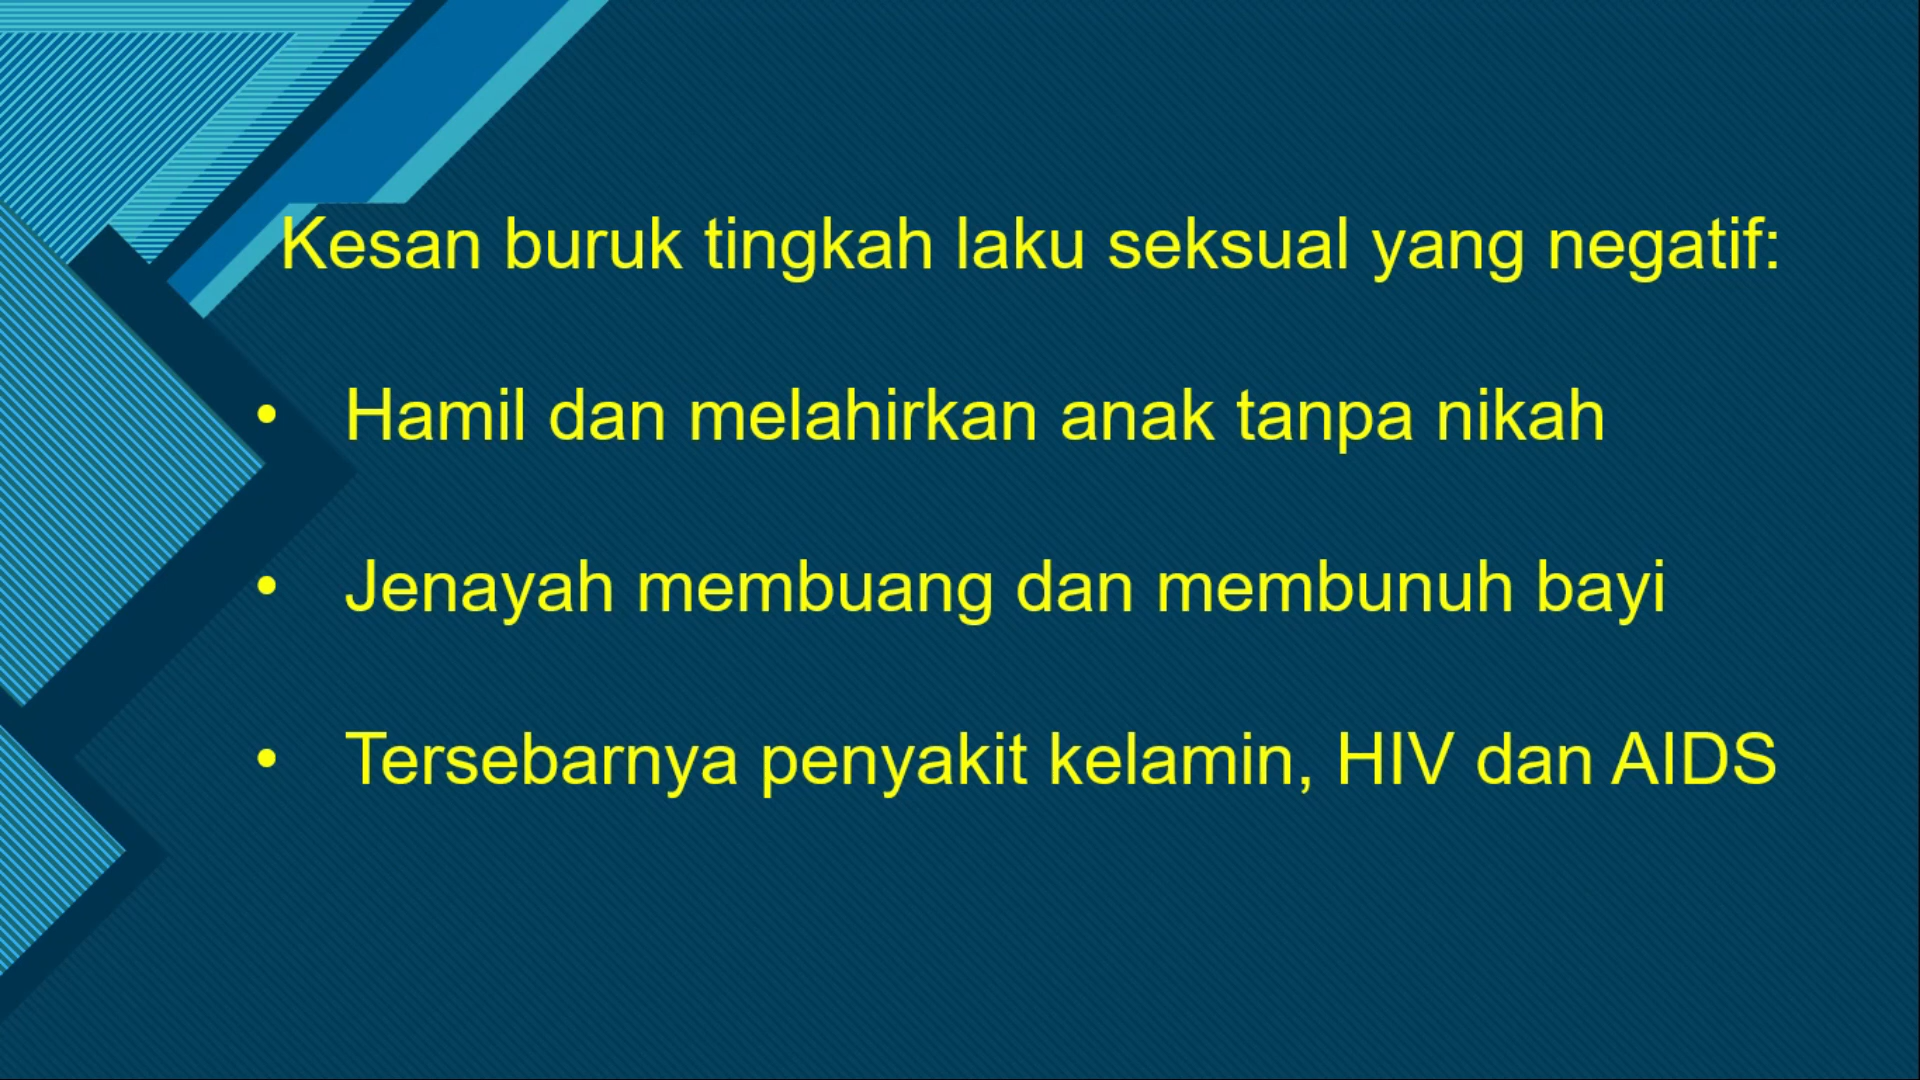 Kesan buruk tingkah laku seksual yang negatif:
• Hamil dan melahirkan anak tanpa nikah
• Jenayah membuang dan membunuh bayi
• Tersebarnya penyakit kelamin, HIV dan AIDS